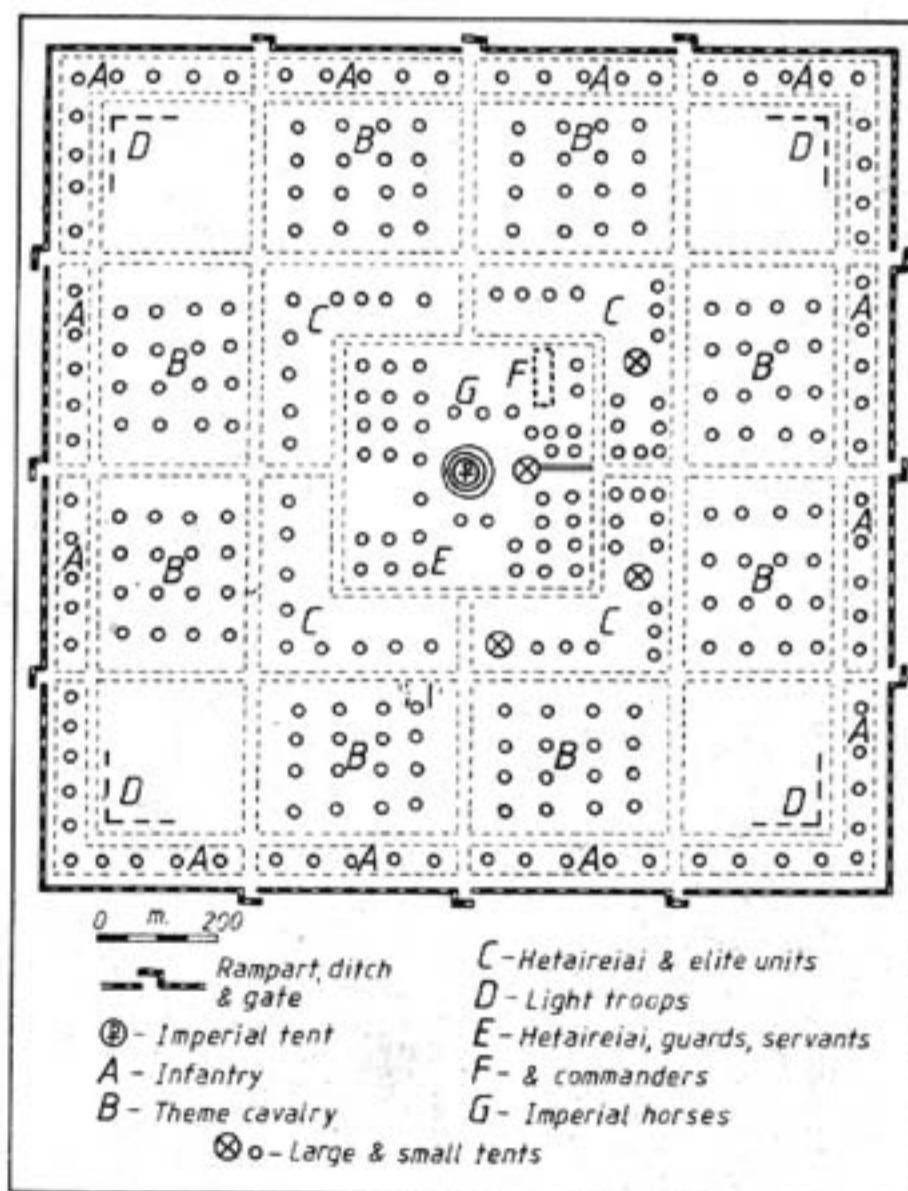 A A A A
D B B D
A C C A
B G F B
A B E B A
C C
B B A
D D
A A A
0 m. 200
Rampart, ditch
& gate
- Imperial tent
A - Infantry
B - Theme cavalry
C - Hetaireiai & elite units
D - Light troops
E - Hetaireiai, guards, servants
F - & commanders
G - Imperial horses
- Large & small tents